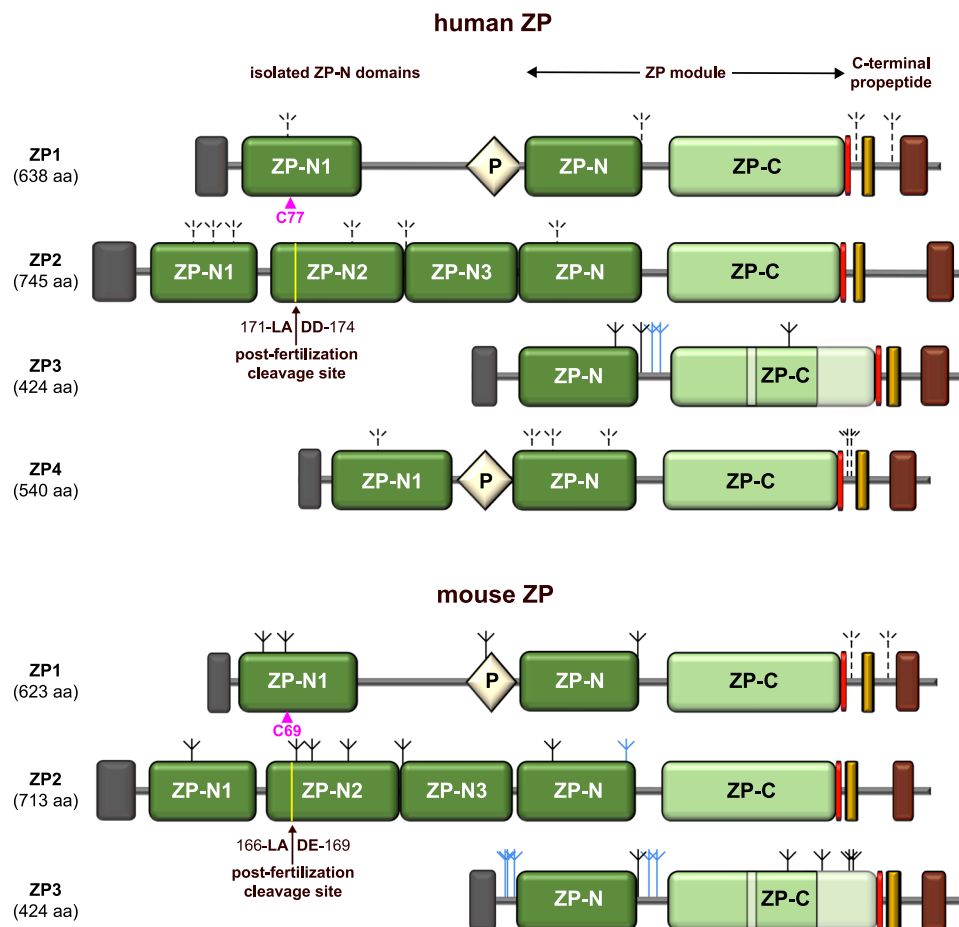 human ZP
isolated ZP-N domains
ZP module
C-terminal
propeptide
ZP1
(638 aa)
ZP-N1
P
ZP-N
ZP-C
C77
ZP2
(745 aa)
ZP-N1
ZP-N2
ZP-N3
ZP-N
ZP-C
171-LA DD-174
post-fertilization
cleavage site
ZP3
(424 aa)
ZP-N
ZP-C
ZP4
(540 aa)
ZP-N1
P
ZP-N
ZP-C
mouse ZP
ZP1
(623 aa)
ZP-N1
P
ZP-N
ZP-C
C69
ZP2
(713 aa)
ZP-N1
ZP-N2
ZP-N3
ZP-N
ZP-C
166-LA DE-169
post-fertilization
cleavage site
ZP3
(424 aa)
ZP-N
ZP-C